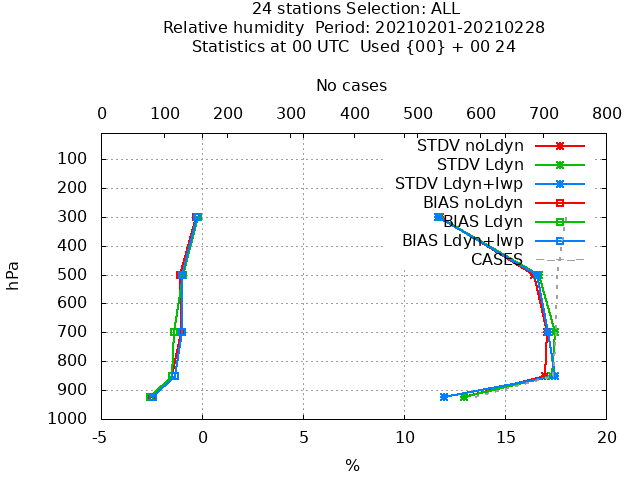 24 stations Selection: ALL
Relative humidity  Period: 20210201-20210228
Statistics at 00 UTC  Used {00} + 00 24
No cases
0 100 200 300 400 500 600 700 800
STDV noLdyn
STDV Ldyn
STDV Ldyn+lwp
BIAS noLdyn
BIAS Ldyn
BIAS Ldyn+lwp
CASES
hPa
100
200
300
400
500
600
700
800
900
1000
-5 0 5 10 15 20
%